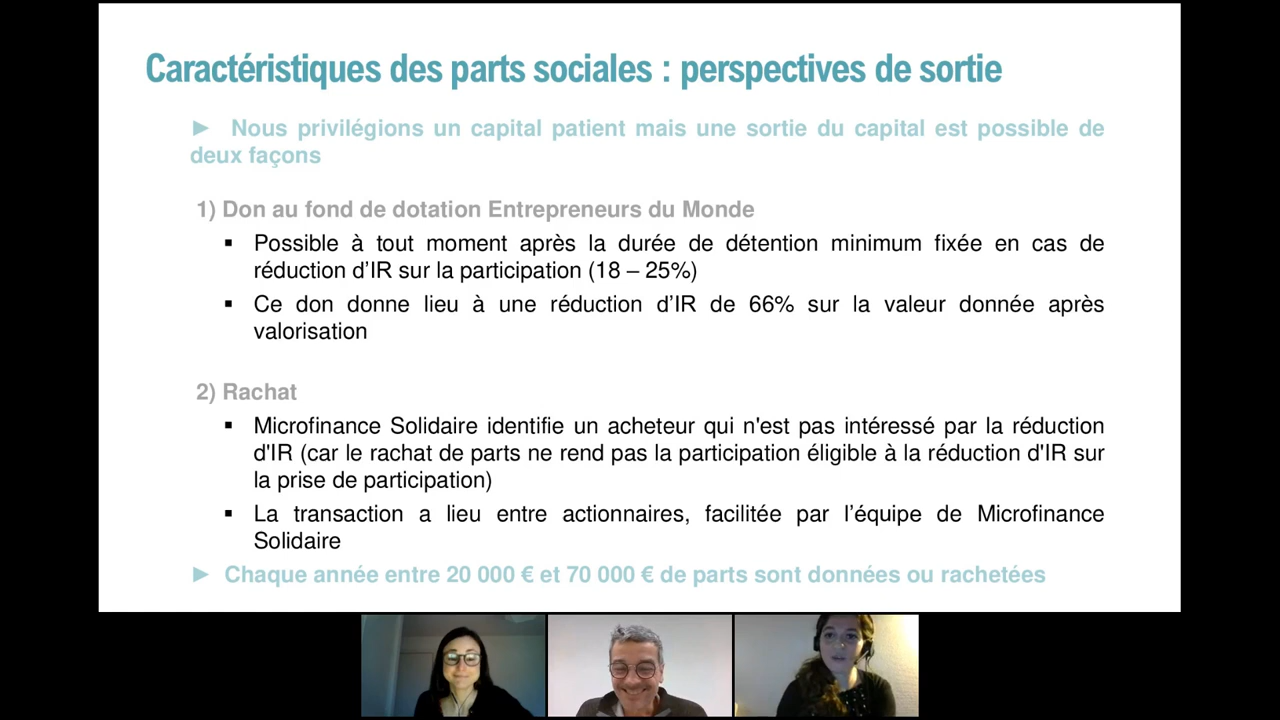 Caractéristiques des parts sociales : perspectives de sortie
► Nous privilégions un capital patient mais une sortie du capital est possible de
deux façons
1) Don au fond de dotation Entrepreneurs du Monde
▪ Possible à tout moment après la durée de détention minimum fixée en cas de
réduction d’IR sur la participation (18 – 25%)
▪ Ce don donne lieu à une réduction d’IR de 66% sur la valeur donnée après
valorisation
2) Rachat
▪ Microfinance Solidaire identifie un acheteur qui n'est pas intéressé par la réduction
d'IR (car le rachat de parts ne rend pas la participation éligible à la réduction d'IR sur
la prise de participation)
▪ La transaction a lieu entre actionnaires, facilitée par l’équipe de Microfinance
Solidaire
► Chaque année entre 20 000 € et 70 000 € de parts sont données ou rachetées